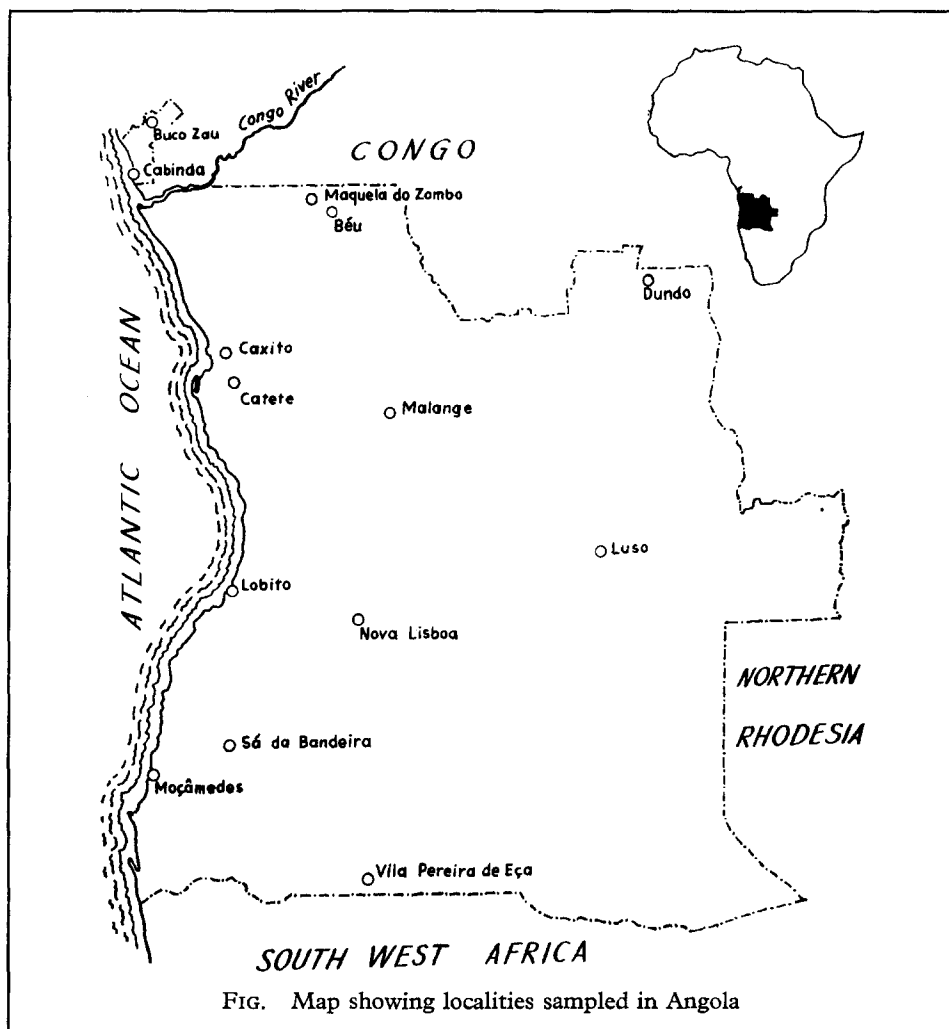 Congo River
Buco Zau
CONGO
Cabinda
Maquela do Zombo
Béu
Dundo
ATLANTIC OCEAN
Caxito
Catete
Malange
Luso
Lobito
Nova Lisboa
NORTHERN
RHODESIA
Sá da Bandeira
Moçâmedes
Vila Pereira de Eça
SOUTH WEST AFRICA
FIG. Map showing localities sampled in Angola